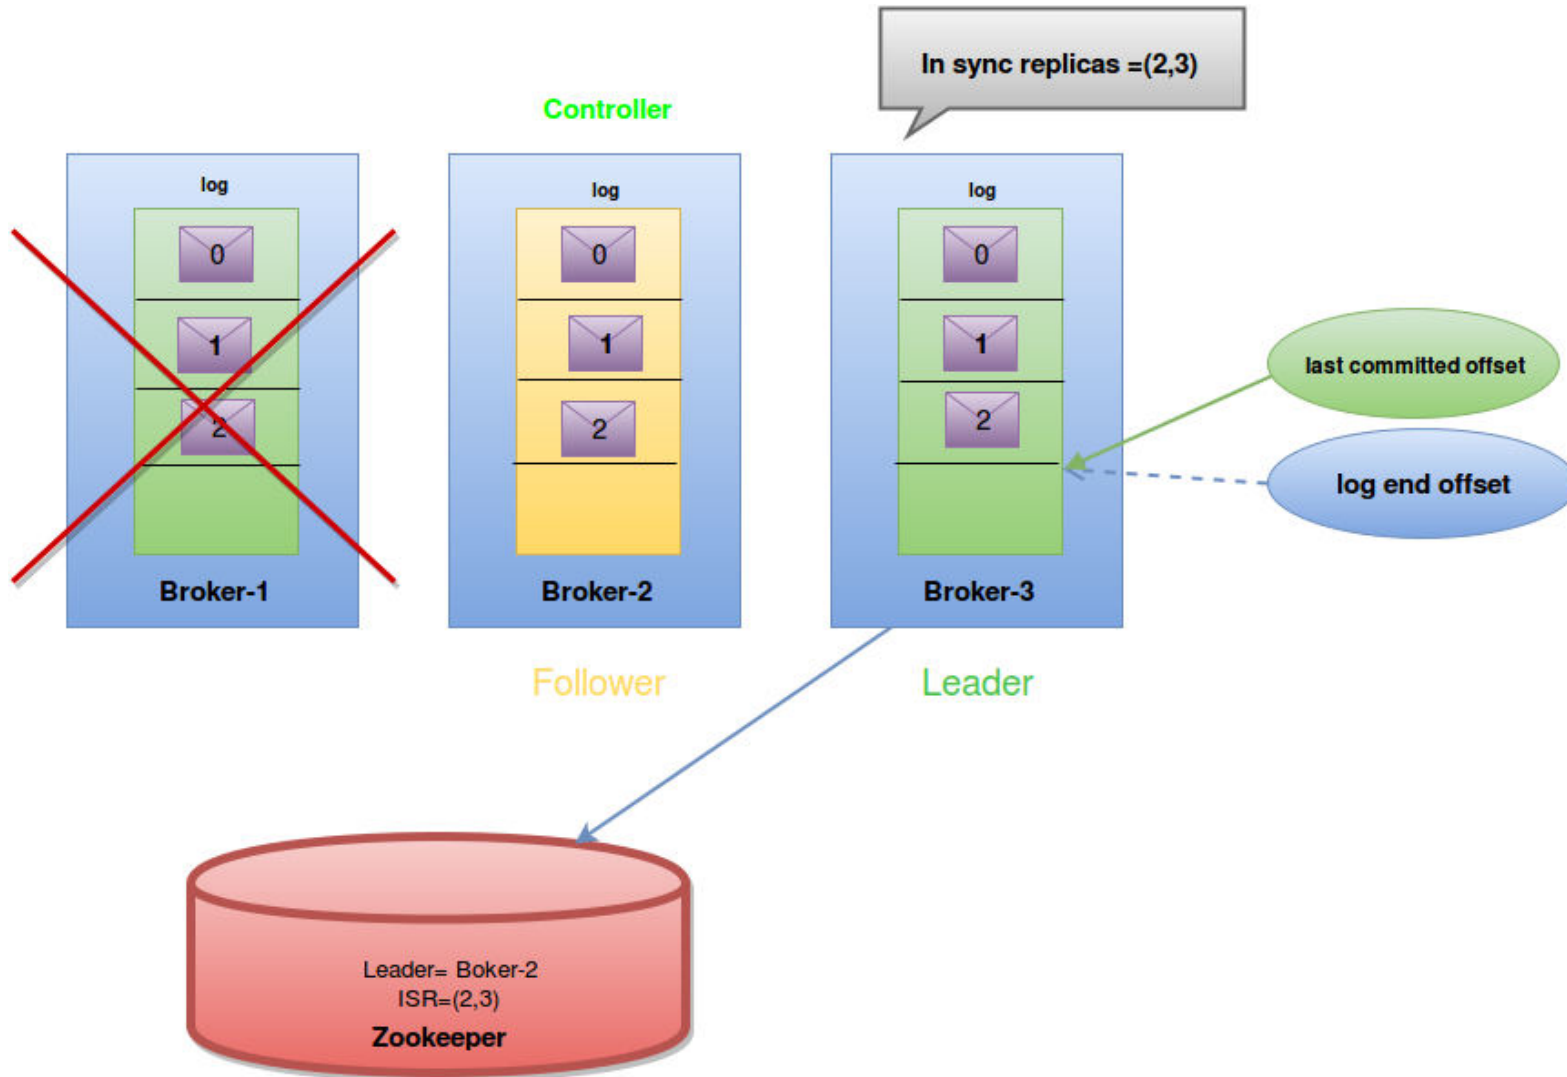 In sync replicas =(2,3)
Controller
log
log
log
0
0
0
1
1
1
2
2
2
last committed offset
log end offset
Broker-1
Broker-2
Broker-3
Follower
Leader
Leader= Boker-2
ISR=(2,3)
Zookeeper